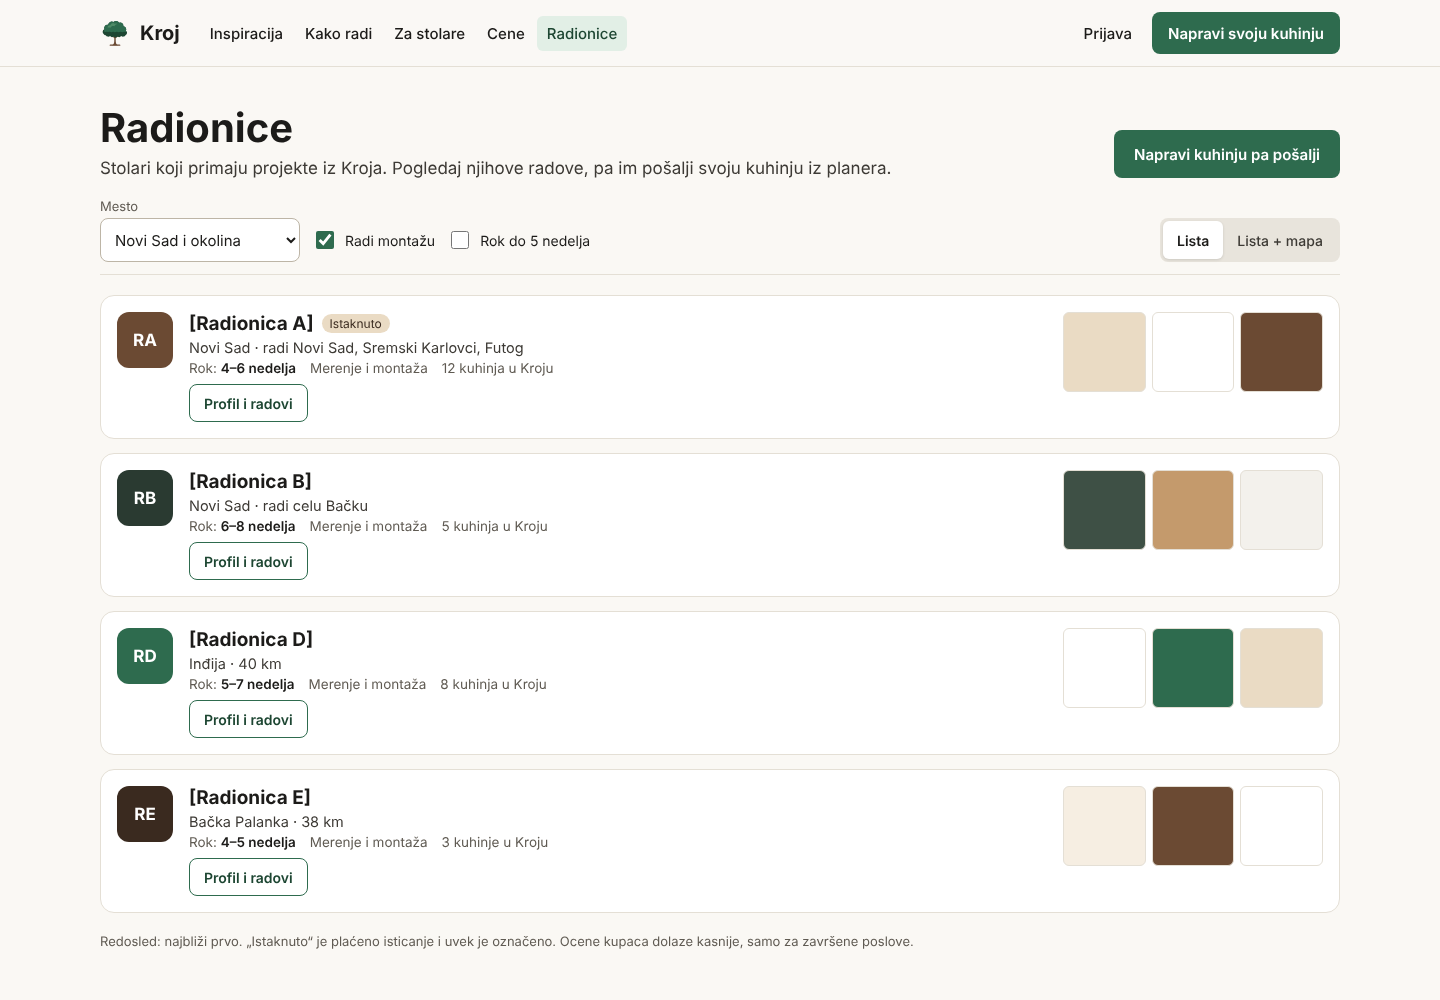 Kroj
Inspiracija
Kako radi
Za stolare
Cene
Radionice
Prijava
Napravi svoju kuhinju
Radionice
Stolari koji primaju projekte iz Kroja. Pogledaj njihove radove, pa im pošalji svoju kuhinju iz planera.
Napravi kuhinju pa pošalji
Mesto
Novi Sad i okolina
Radi montažu
Rok do 5 nedelja
Lista
Lista + mapa
RA
[Radionica A]
Istaknuto
Novi Sad · radi Novi Sad, Sremski Karlovci, Futog
Rok: 4–6 nedelja Merenje i montaža 12 kuhinja u Kroju
Profil i radovi
RB
[Radionica B]
Novi Sad · radi celu Bačku
Rok: 6–8 nedelja Merenje i montaža 5 kuhinja u Kroju
Profil i radovi
RD
[Radionica D]
Inđija · 40 km
Rok: 5–7 nedelja Merenje i montaža 8 kuhinja u Kroju
Profil i radovi
RE
[Radionica E]
Bačka Palanka · 38 km
Rok: 4–5 nedelja Merenje i montaža 3 kuhinje u Kroju
Profil i radovi
Redosled: najbliži prvo. „Istaknuto“ je plaćeno isticanje i uvek je označeno. Ocene kupaca dolaze kasnije, samo za završene poslove.